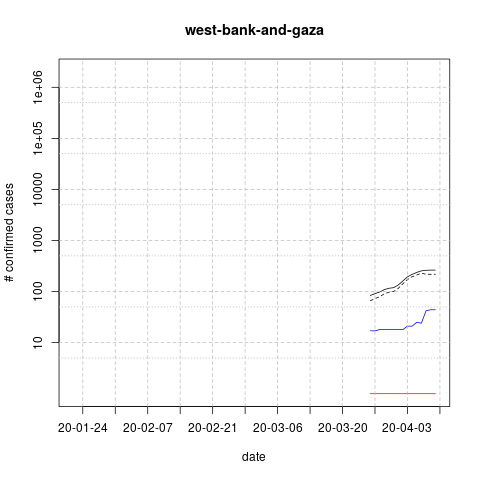 west-bank-and-gaza
# confirmed cases
1e+06
1e+05
10000
1000
100
10
20-01-24 20-02-07 20-02-21 20-03-06 20-03-20 20-04-03
date